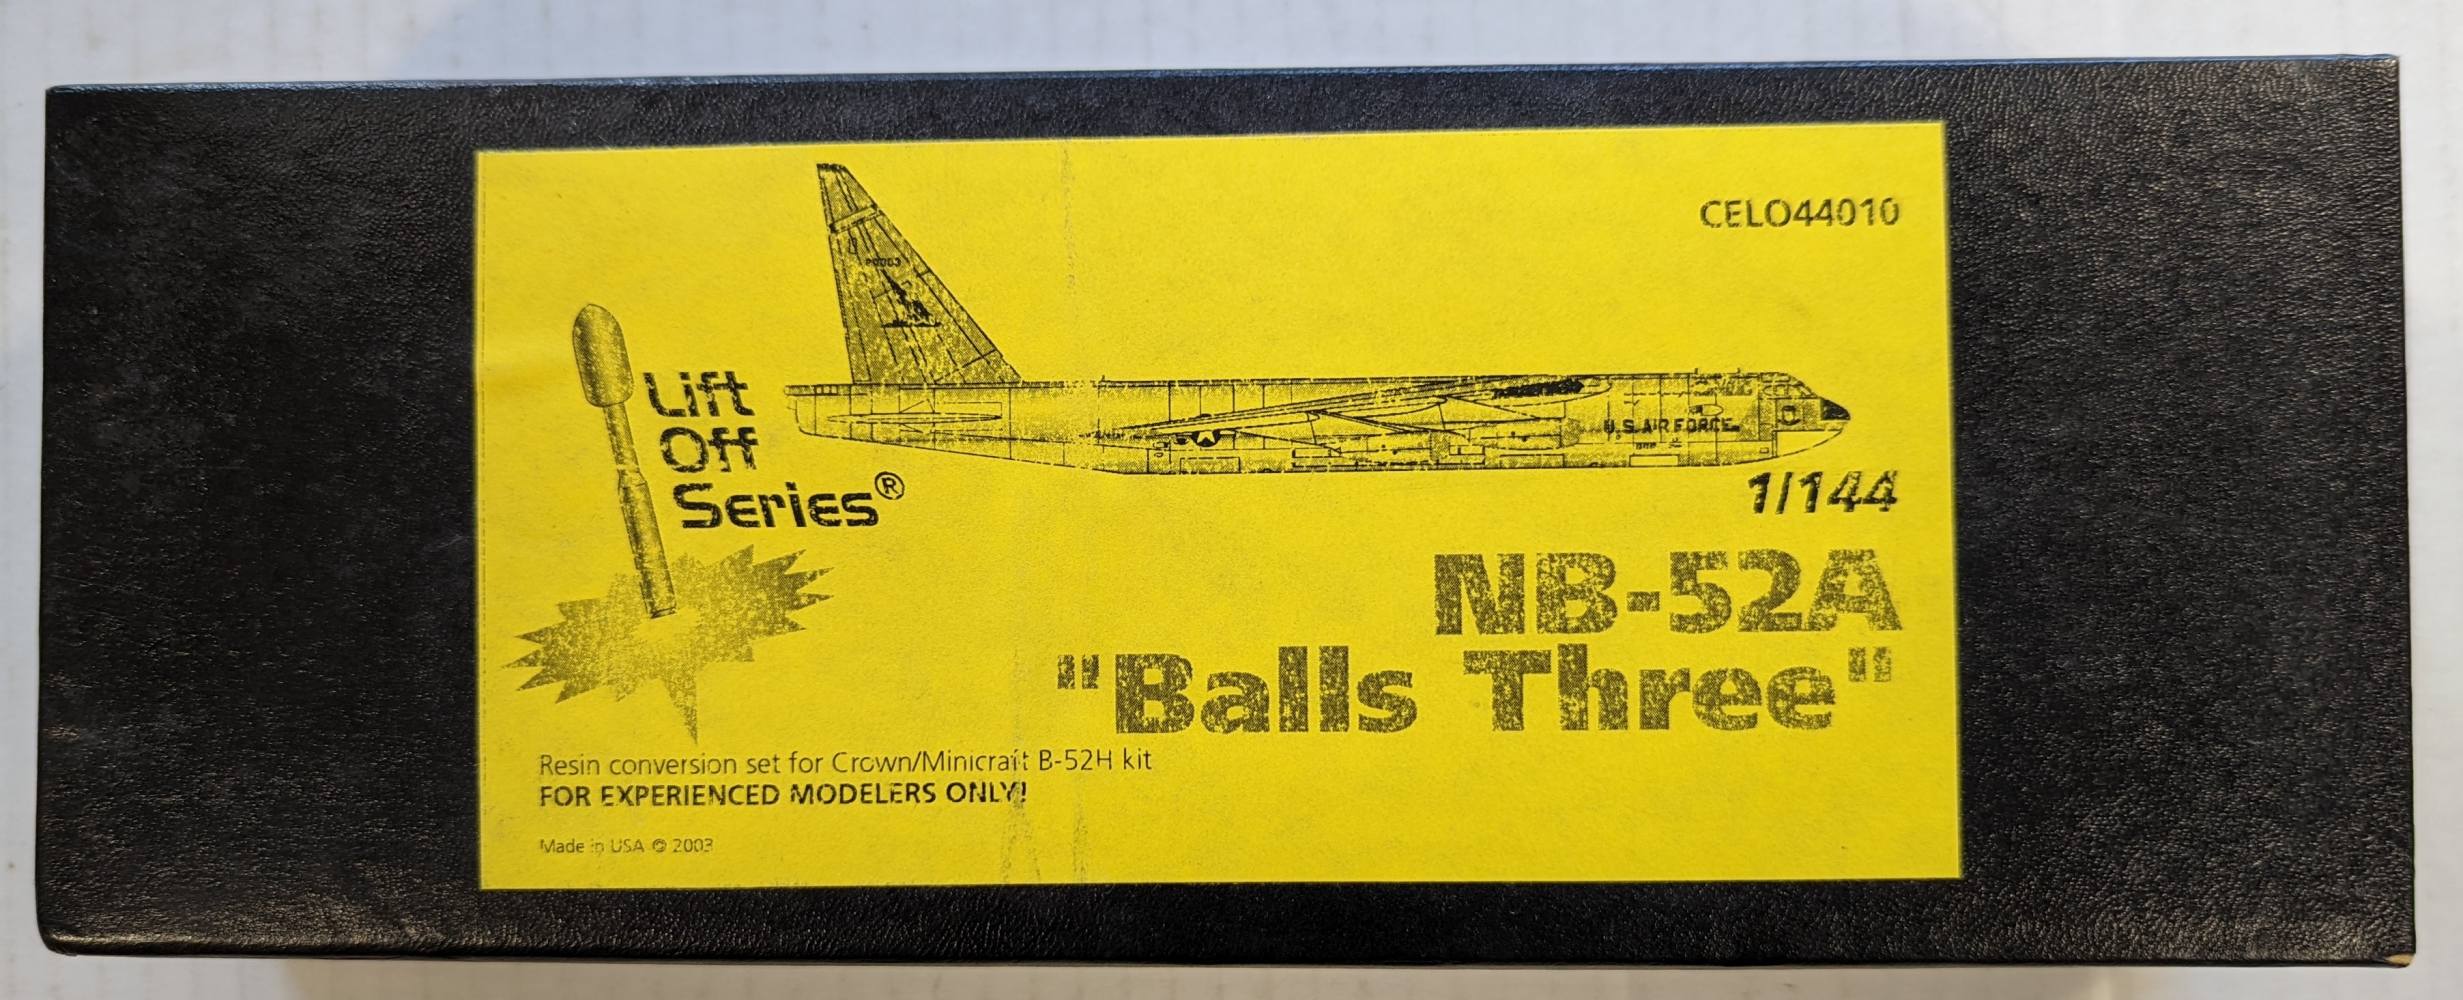 CELO44010
Lift
Off
Series®
U.S. AIR FORCE
1/144
NB-52A
"Balls Three"
Resin conversion set for Crown/Minicraft B-52H kit
FOR EXPERIENCED MODELERS ONLY!
Made in USA © 2003